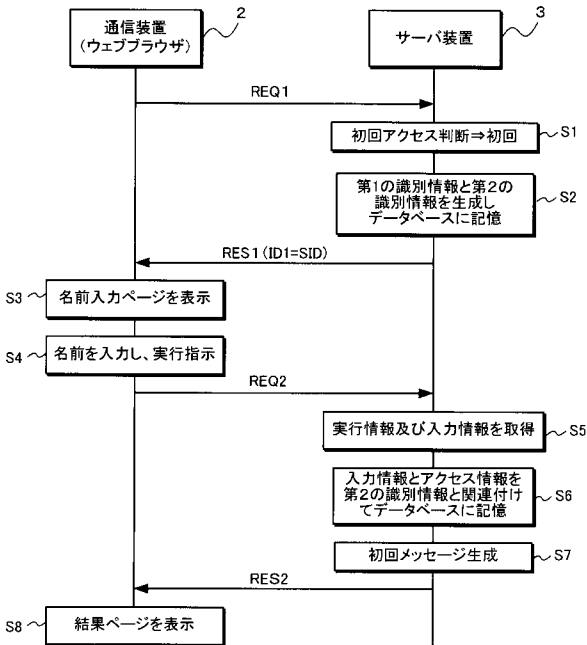 通信装置
(ウェブブラウザ)
2
サーバ装置
3
REQ1
初回アクセス判断⇒初回
S1
第1の識別情報と第2の
識別情報を生成し
データベースに記憶
S2
RES1(ID1=SID)
S3
名前入力ページを表示
S4
名前を入力し、実行指示
REQ2
実行情報及び入力情報を取得
S5
入力情報とアクセス情報を
第2の識別情報と関連付け
てデータベースに記憶
S6
初回メッセージ生成
S7
RES2
S8
結果ページを表示